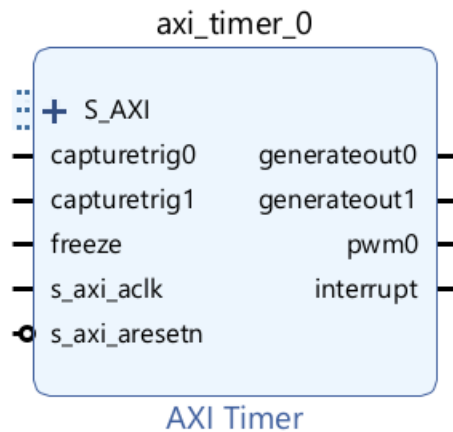 axi_timer_0
S_AXI
capturetrig0 generateout0
capturetrig1 generateout1
freeze pwm0
s_axi_aclk interrupt
s_axi_aresetn
AXI Timer